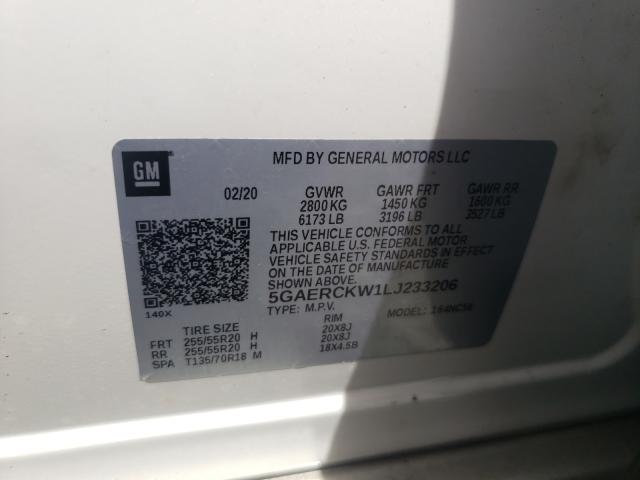 GM
MFD BY GENERAL MOTORS LLC
02/20 GVWR GAWR FRT GAWR RR
2800 KG 1450 KG 1600 KG
6173 LB 3196 LB 3527 LB
THIS VEHICLE CONFORMS TO ALL
APPLICABLE U.S. FEDERAL MOTOR
VEHICLE SAFETY STANDARDS IN EFFECT
ON THE DATE OF MANUFACTURE SHOWN ABOVE.
5GAERCKW1LJ233206
140X
TYPE: M.P.V. MODEL: 164NC56
TIRE SIZE RIM
FRT 255/55R20 H 20X8J
RR 255/55R20 H 20X8J
SPA T135/70R18 M 18X4.5B